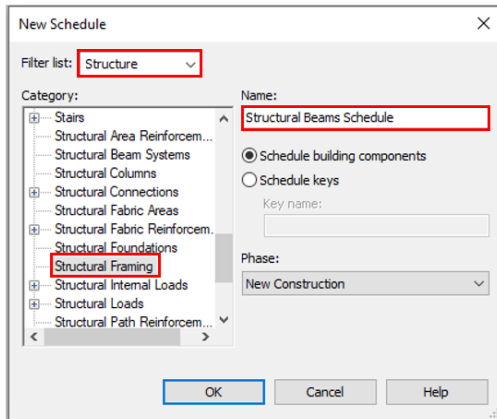 New Schedule
Filter list: Structure
Category:
Stairs
Structural Area Reinforcem...
Structural Beam Systems
Structural Columns
Structural Connections
Structural Fabric Areas
Structural Fabric Reinforcem.
Structural Foundations
Structural Framing
Structural Internal Loads
Structural Loads
Structural Path Reinforcem...
Name:
Structural Beams Schedule
Schedule building components
Schedule keys
Key name:
Phase:
New Construction
OK
Cancel
Help